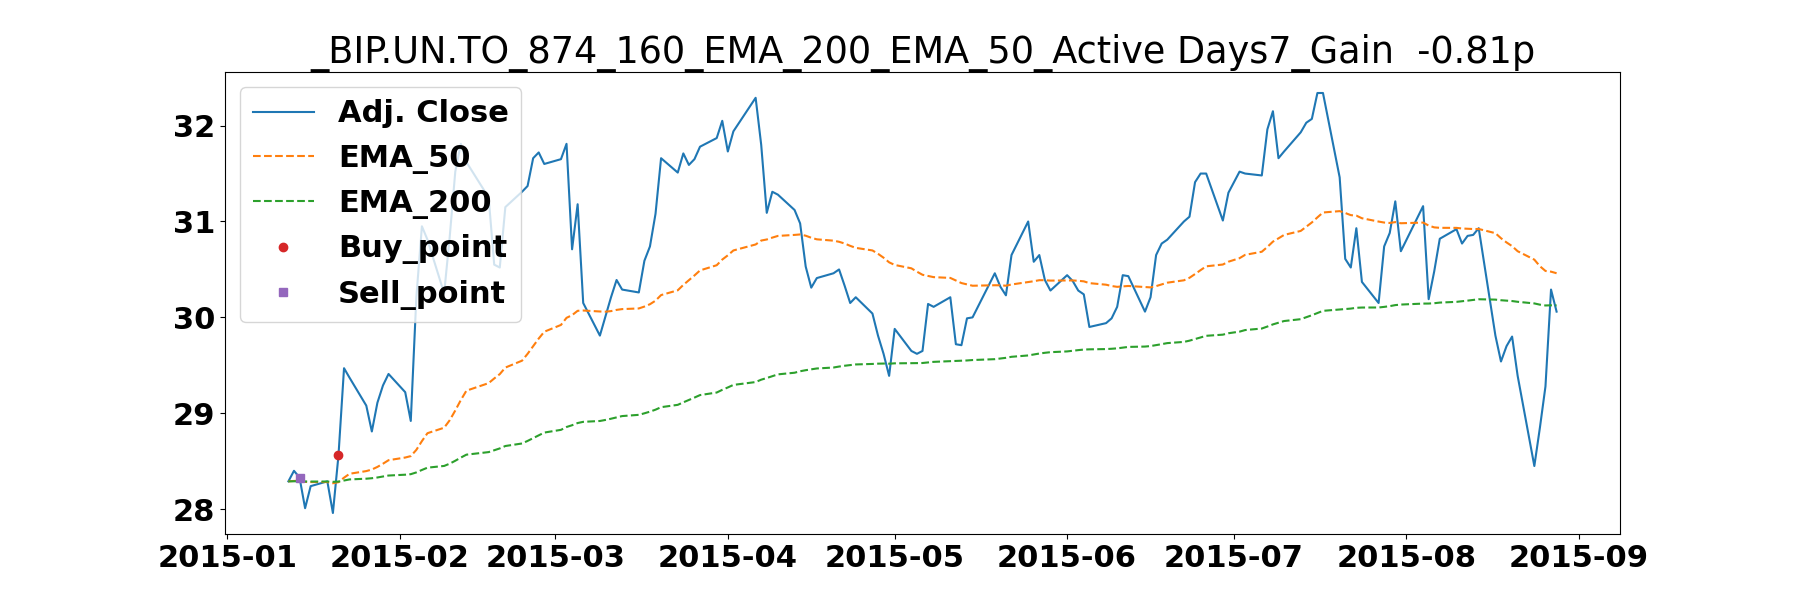 _BIP.UN.TO_874_160_EMA_200_EMA_50_Active Days7_Gain  -0.81p
Adj. Close
EMA_50
EMA_200
Buy_point
Sell_point
32
31
30
29
28
2015-01 2015-02 2015-03 2015-04 2015-05 2015-06 2015-07 2015-08 2015-09